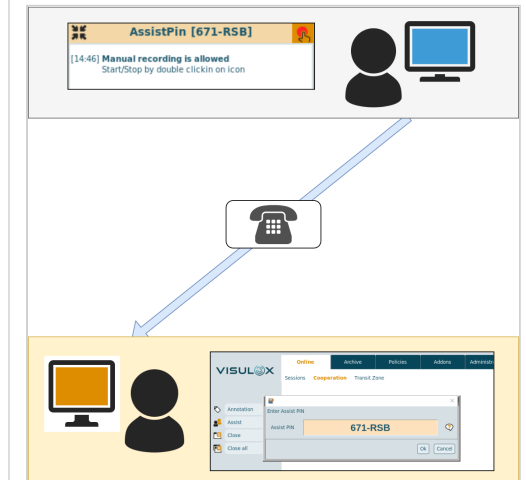 AssistPin [671-RSB]
[14:46] Manual recording is allowed
Start/Stop by double clickin on icon
VISULOX
Online Archive Policies Addons Administr
Sessions Cooperation Transit Zone
Annotation
Assist
Close
Close all
Enter Assist PIN
Assist PIN 671-RSB
Ok Cancel